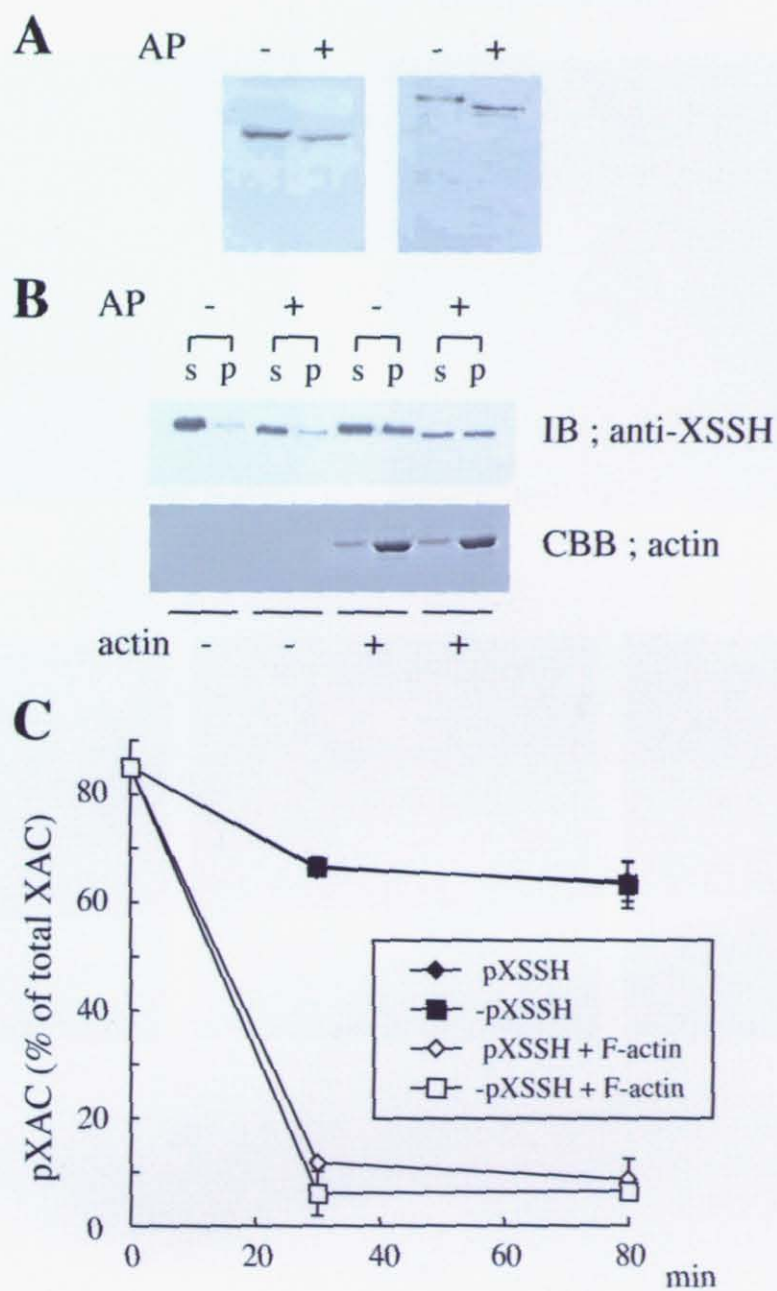 A
AP - + - +
B
AP - + - +
s p s p s p s p
IB ; anti-XSSH
CBB ; actin
actin - - + +
C
pXAC (% of total XAC)
80
60
40
20
0
pXSSH
-pXSSH
pXSSH + F-actin
-pXSSH + F-actin
0 20 40 60 80 min